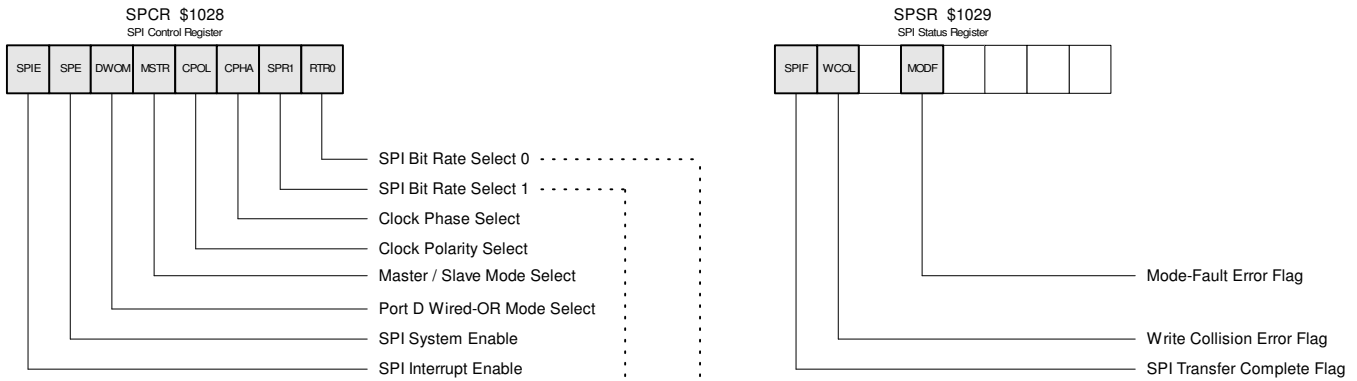 SPCR $1028
SPI Control Register
SPIE SPE DWOM MSTR CPOL CPHA SPR1 RTR0
SPI Bit Rate Select 0
SPI Bit Rate Select 1
Clock Phase Select
Clock Polarity Select
Master / Slave Mode Select
Port D Wired-OR Mode Select
SPI System Enable
SPI Interrupt Enable
SPSR $1029
SPI Status Register
SPIF WCOL MODF
Mode-Fault Error Flag
Write Collision Error Flag
SPI Transfer Complete Flag